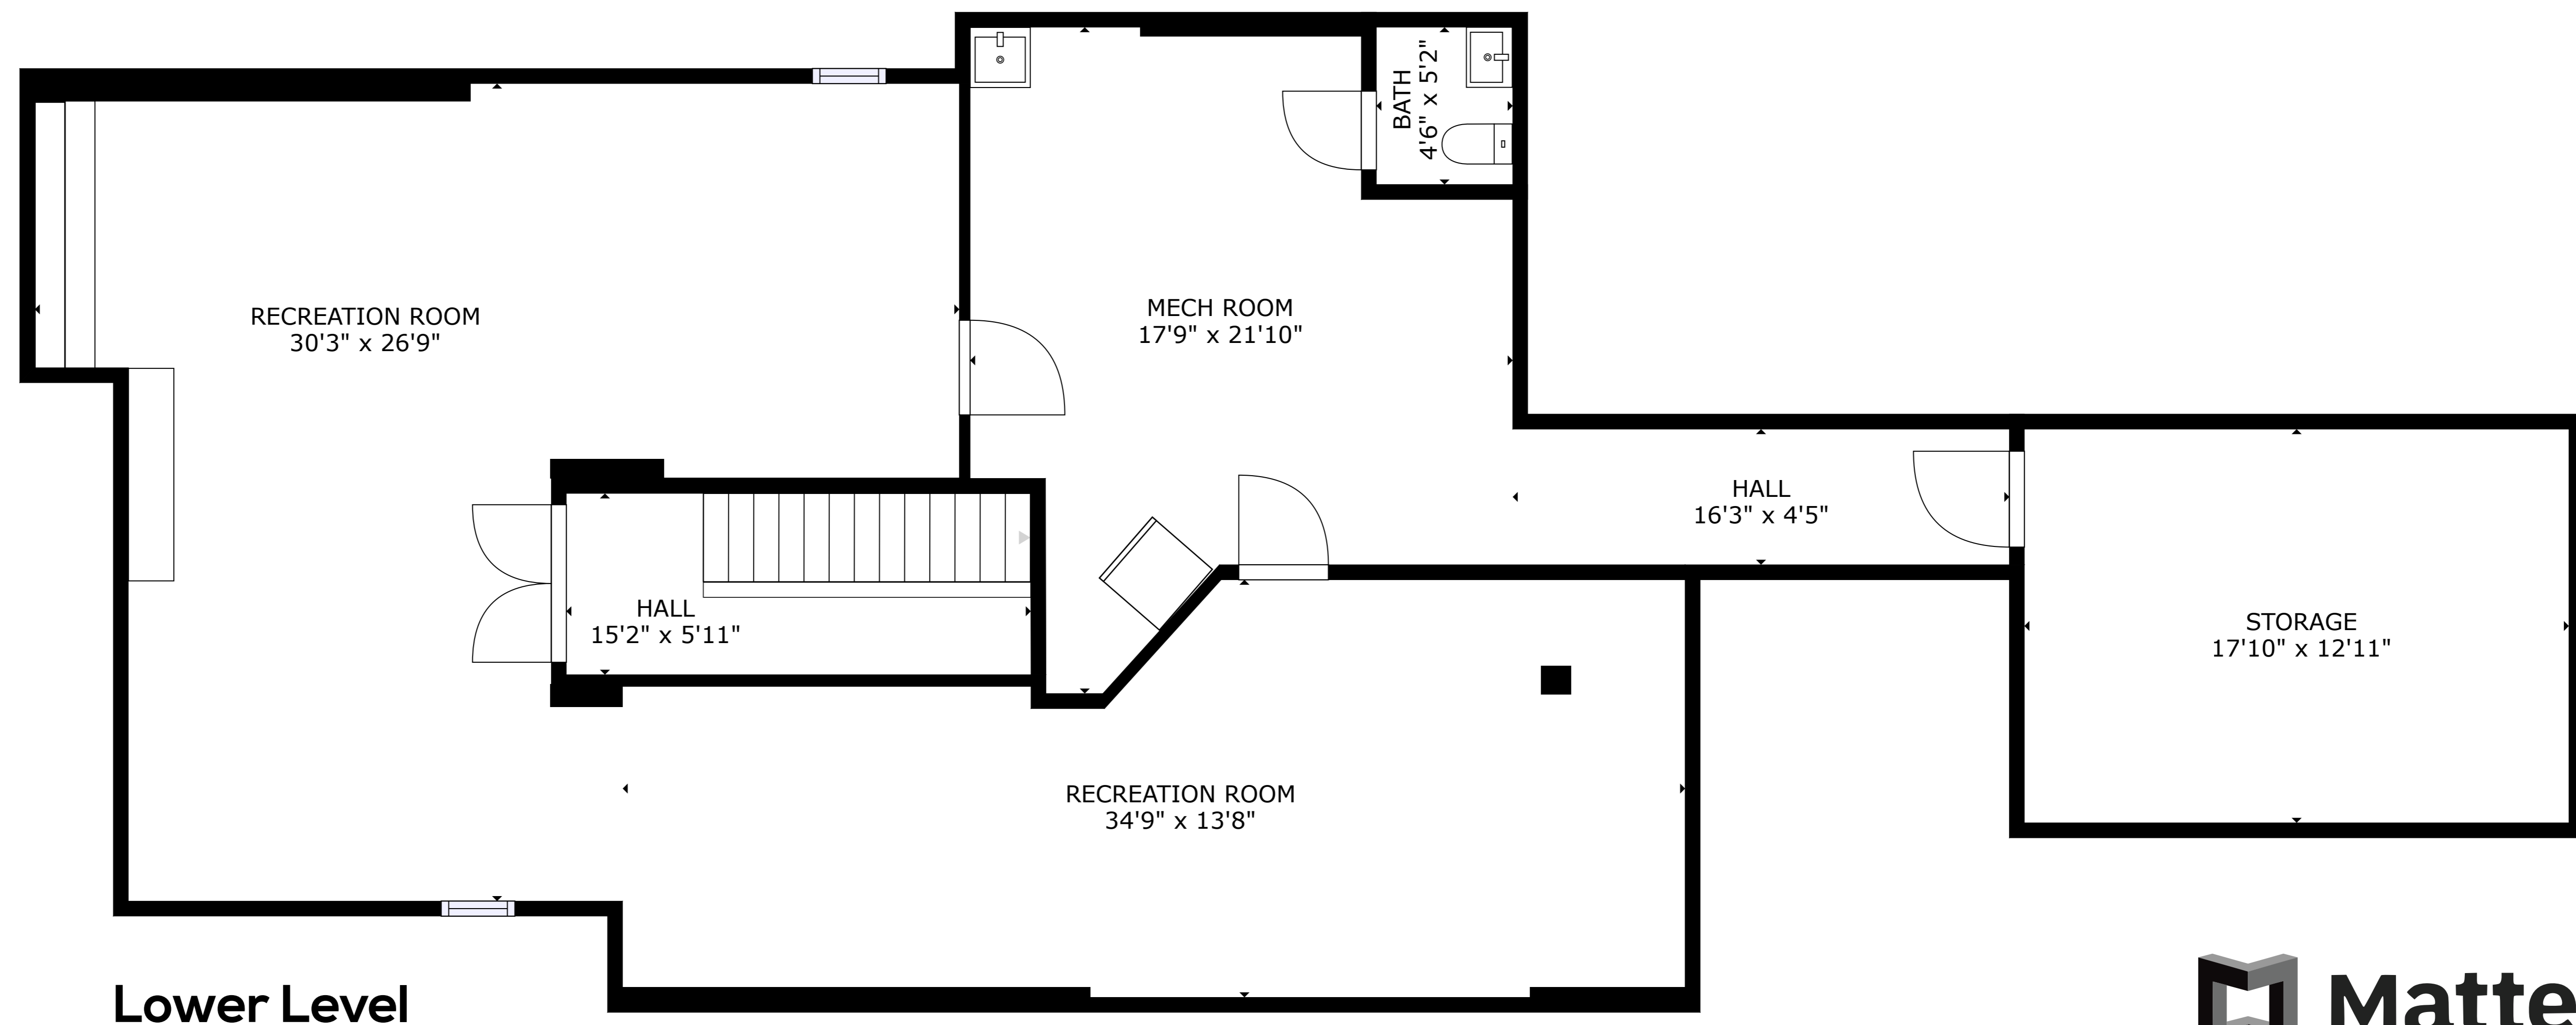 BATH
4'6" x 5'2"
RECREATION ROOM
30'3" x 26'9"
MECH ROOM
17'9" x 21'10"
HALL
16'3" x 4'5"
HALL
15'2" x 5'11"
STORAGE
17'10" x 12'11"
RECREATION ROOM
34'9" x 13'8"
Lower Level
Matte